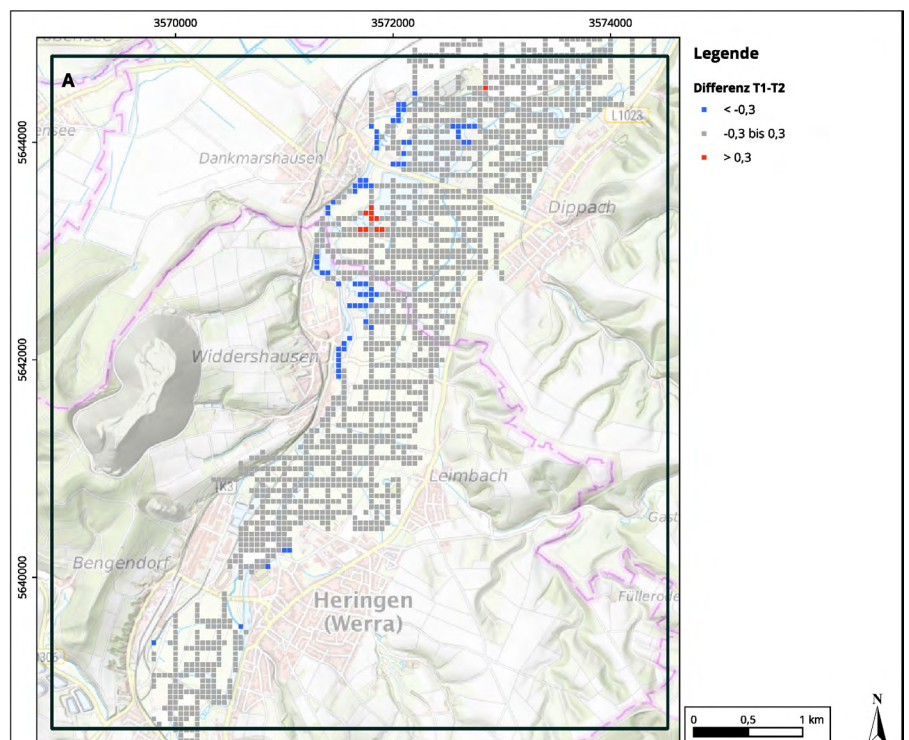 3570000
3572000
3574000
Legende
Differenz T1-T2
< -0,3
-0,3 bis 0,3
> 0,3
A
L1023
5644000
Dankmarshausen
Dippach
5642000
Widdershausen
Leimbach
(K3)
Bengendorf
5640000
Heringen
(Werra)
N
0
0,5
1 km